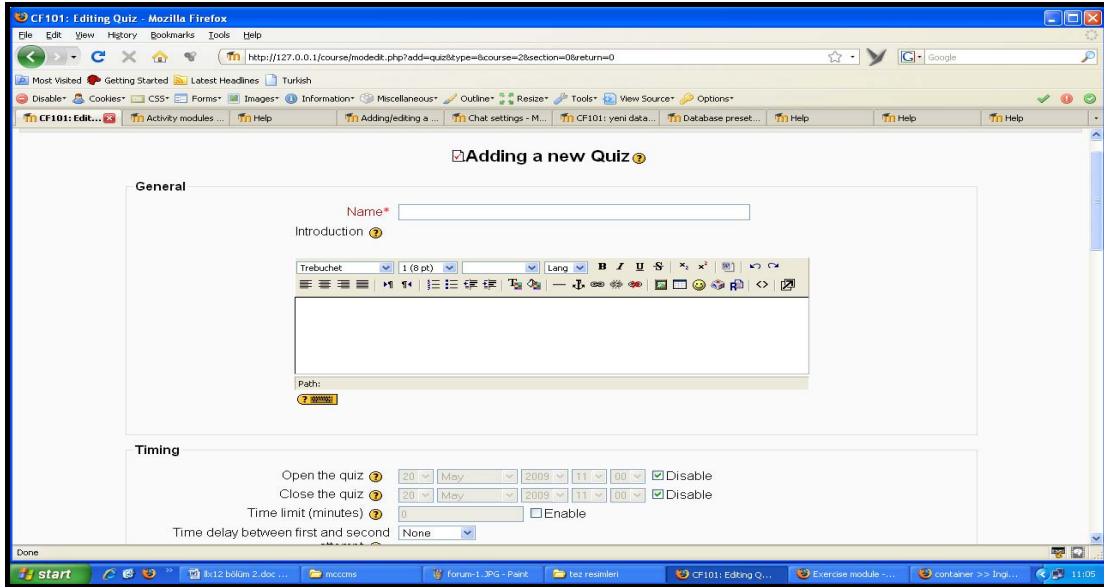 CF101: Editing Quiz - Mozilla Firefox
File Edit View History Bookmarks Tools Help
http://127.0.0.1/course/modedit.php?add=quiz&type=&course=2&section=0&return=0
Google
Most Visited Getting Started Latest Headlines Turkish
Disable Cookies CSS Forms Images Information Miscellaneous Outline Resize Tools View Source Options
CF101: Edit... Activity modules ... Help Adding/editing a ... Chat settings - M... CF101: yeni data... Database preset... Help Help Help
Adding a new Quiz
General
Name*
Introduction
Trebuchet 1 (8 pt) Lang B I U S
Path:
Timing
Open the quiz 20 May 2009 11 00 Disable
Close the quiz 20 May 2009 11 00 Disable
Time limit (minutes) 0 Enable
Time delay between first and second None
Done
start llx12 bölüm 2.doc ... mcccms forum-1.JPG - Paint tez resimleri CF101: Editing Q... Exercise module -... container >> Ingi... 11:05